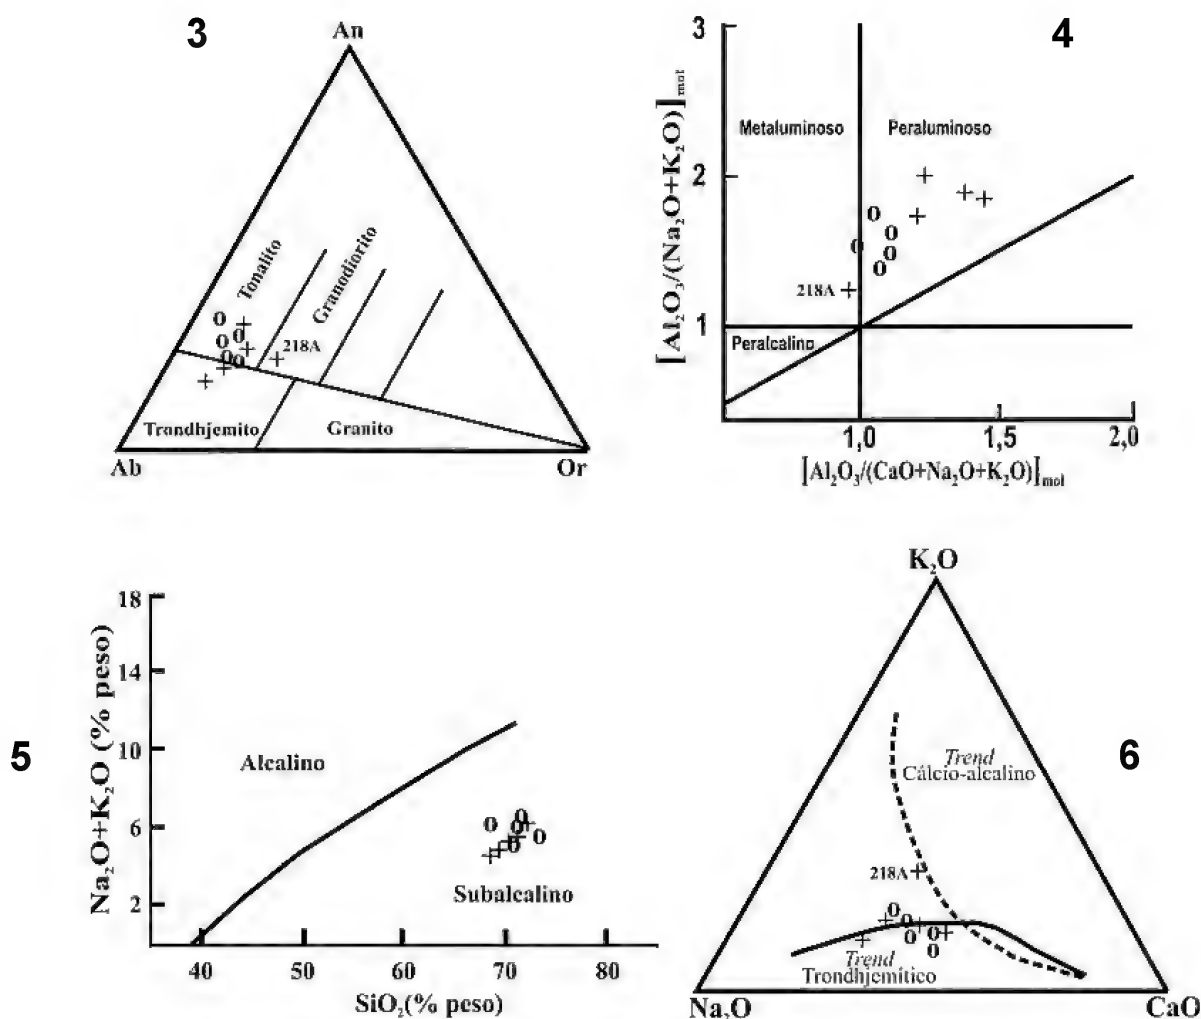 3
An
Tonalito
Granodiorito
218A
Trondhjemito
Granito
Ab
Or
4
[Al₂O₃/(Na₂O+K₂O)]mol
3
2
1
Metaluminoso
Peraluminoso
218A
Peralcalino
1,0
1,5
2,0
[Al₂O₃/(CaO+Na₂O+K₂O)]mol
5
Na₂O+K₂O (% peso)
18
14
10
6
2
Alcalino
Subalcalino
40
50
60
70
80
SiO₂(% peso)
K₂O
6
Trend
Cálcio-alcalino
218A
Trend
Trondhjemítico
Na₂O
CaO